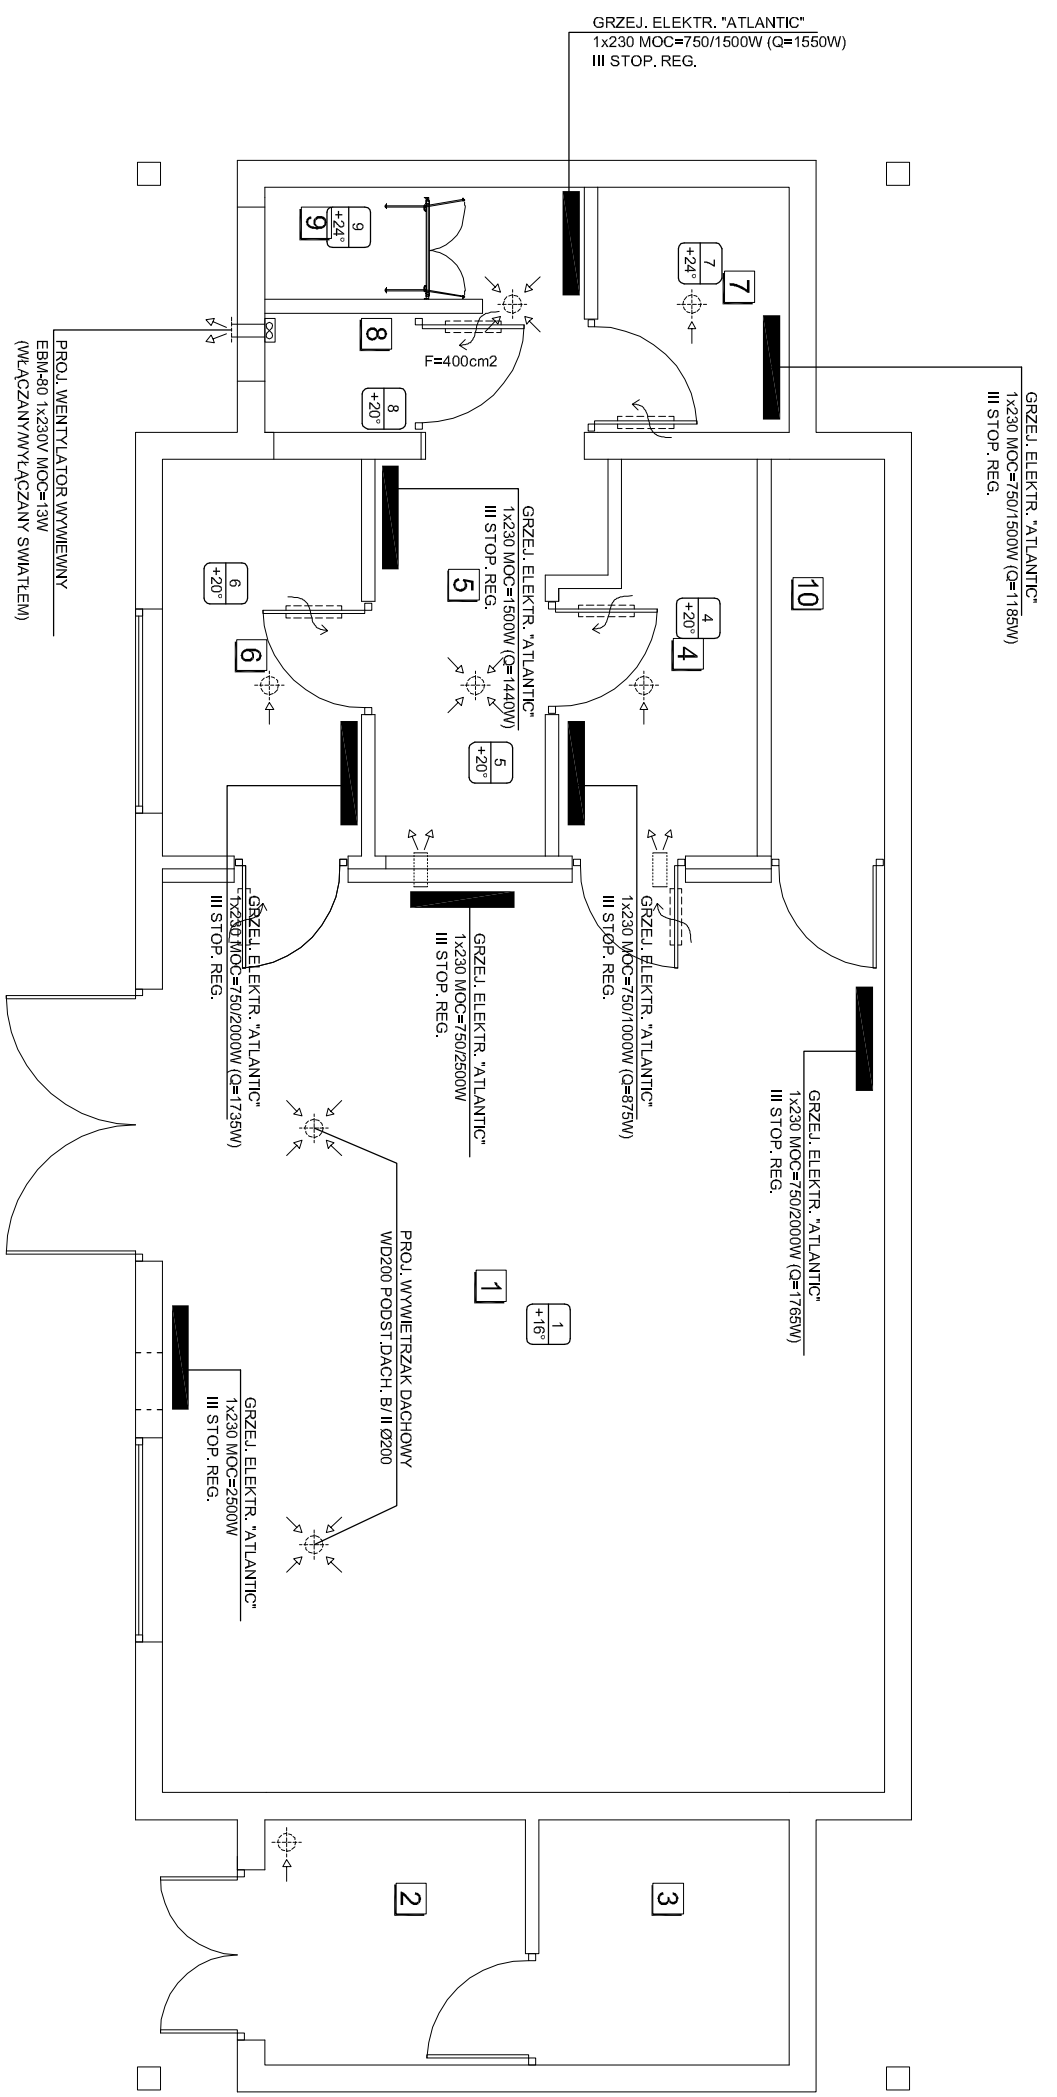 GRZEJ. ELEKTR. "ATLANTIC"
1x230 MOC=750/1500W (Q=1550W)
III STOP. REG.
GRZEJ. ELEKTR. "ATLANTIC"
1x230 MOC=750/1500W (Q=1185W)
III STOP. REG.
7
+24°
7
9
+24°
9
8
F=400cm2
8
+20°
PROJ. WENTYLATOR WYWIEWNY
EBM-80 1x230V MOC=13W
(WŁĄCZANY/WYŁĄCZANY SWIATŁEM)
GRZEJ. ELEKTR. "ATLANTIC"
1x230 MOC=1500W (Q=1440W)
III STOP. REG.
10
6
+20°
6
5
4
+20°
4
5
+20°
GRZEJ. ELEKTR. "ATLANTIC"
1x230 MOC=750/2000W (Q=1735W)
III STOP. REG.
GRZEJ. ELEKTR. "ATLANTIC"
1x230 MOC=750/2500W
III STOP. REG.
GRZEJ. ELEKTR. "ATLANTIC"
1x230 MOC=750/1000W (Q=875W)
III STOP. REG.
GRZEJ. ELEKTR. "ATLANTIC"
1x230 MOC=750/2000W (Q=1765W)
III STOP. REG.
1
1
+16°
PROJ. WYWIETRZAK DACHOWY
WD200 PODST.DACH. B/ II Ø200
GRZEJ. ELEKTR. "ATLANTIC"
1x230 MOC=2500W
III STOP. REG.
2
3